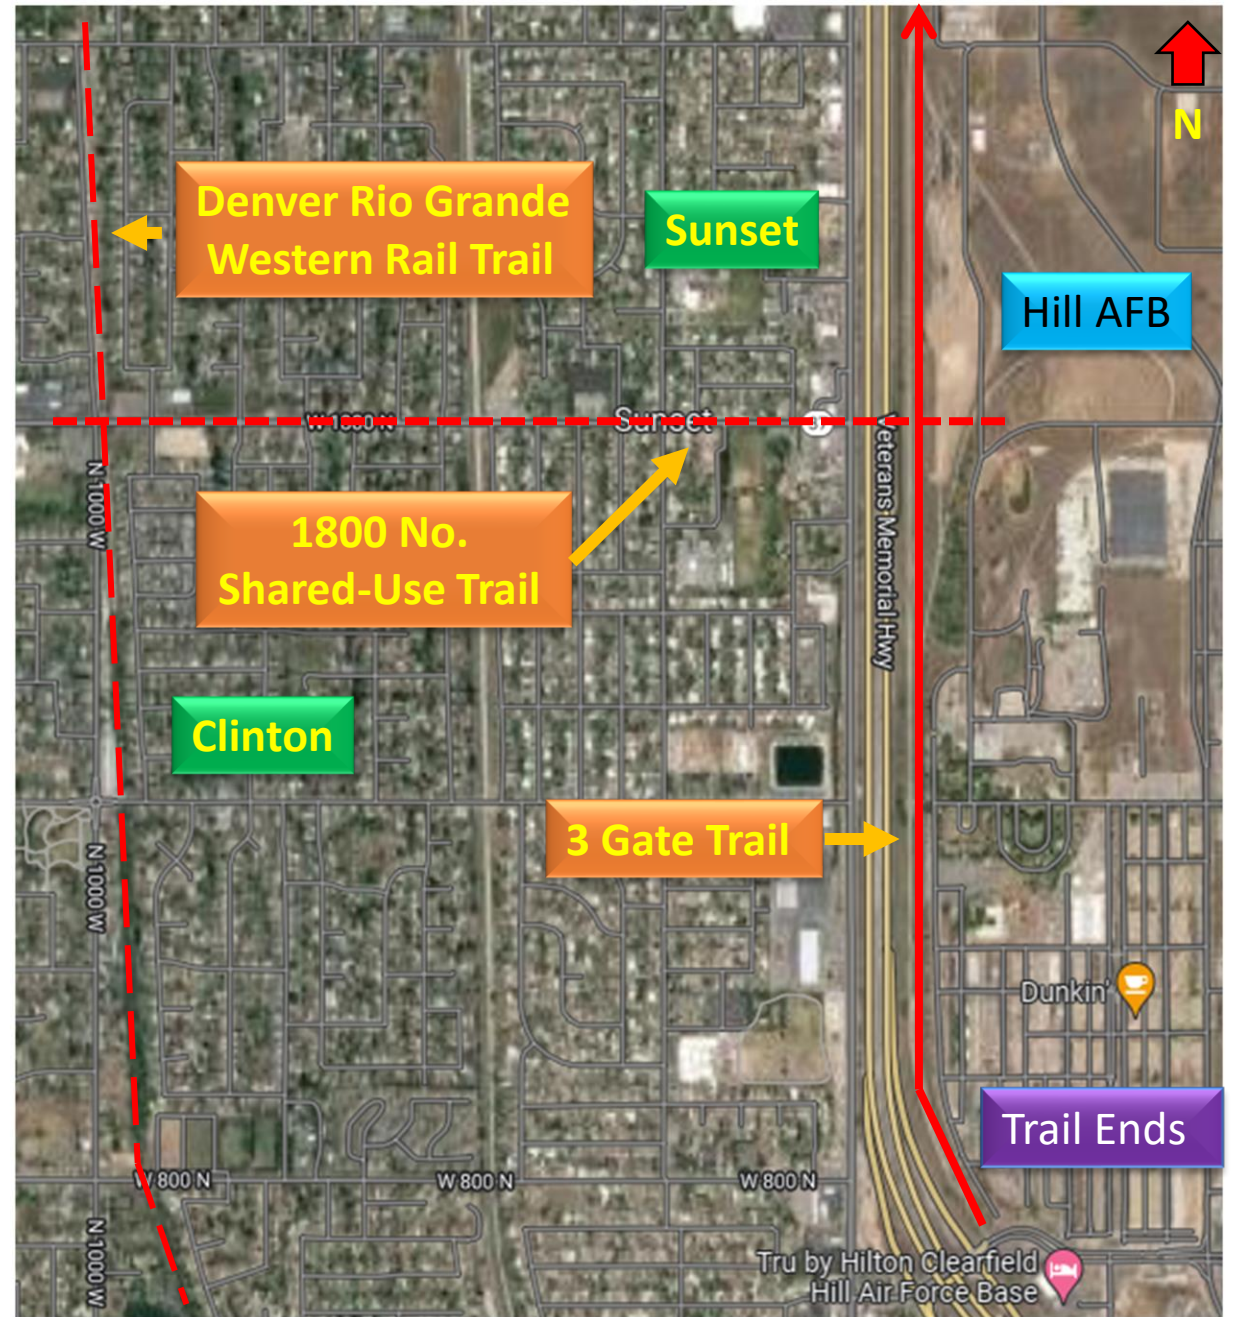 N
Denver Rio Grande
Western Rail Trail
Sunset
Hill AFB
W 1800 N
Sunset
N 1000 W
Veterans Memorial Hwy
1800 No.
Shared-Use Trail
Clinton
3 Gate Trail
N 1000 W
Dunkin'
Trail Ends
W 800 N
W 800 N
W 800 N
N 1000 W
Tru by Hilton Clearfield
Hill Air Force Base